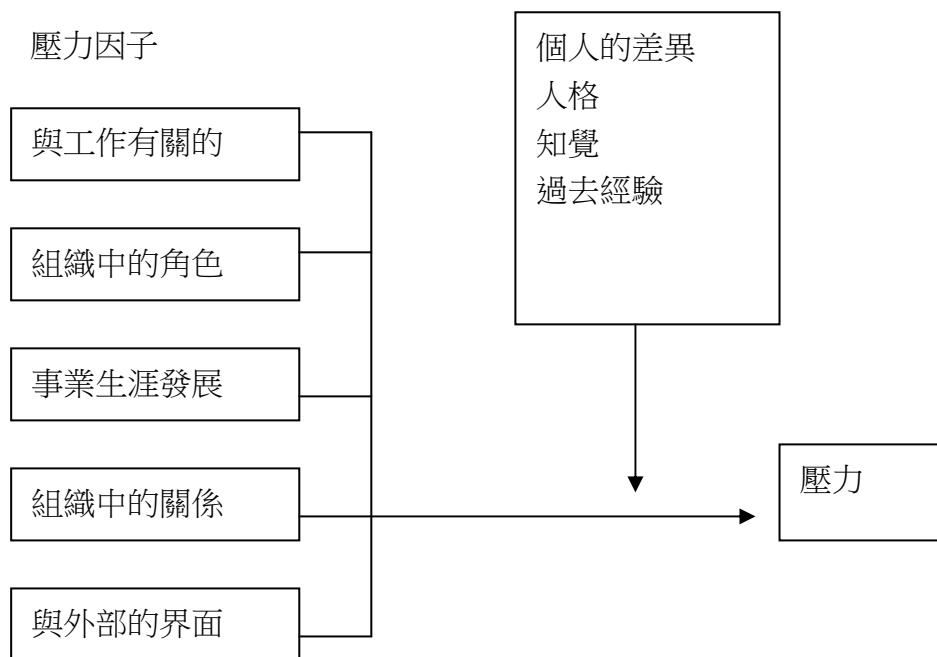 壓力因子
與工作有關的
組織中的角色
事業生涯發展
組織中的關係
與外部的界面
個人的差異
人格
知覺
過去經驗
壓力